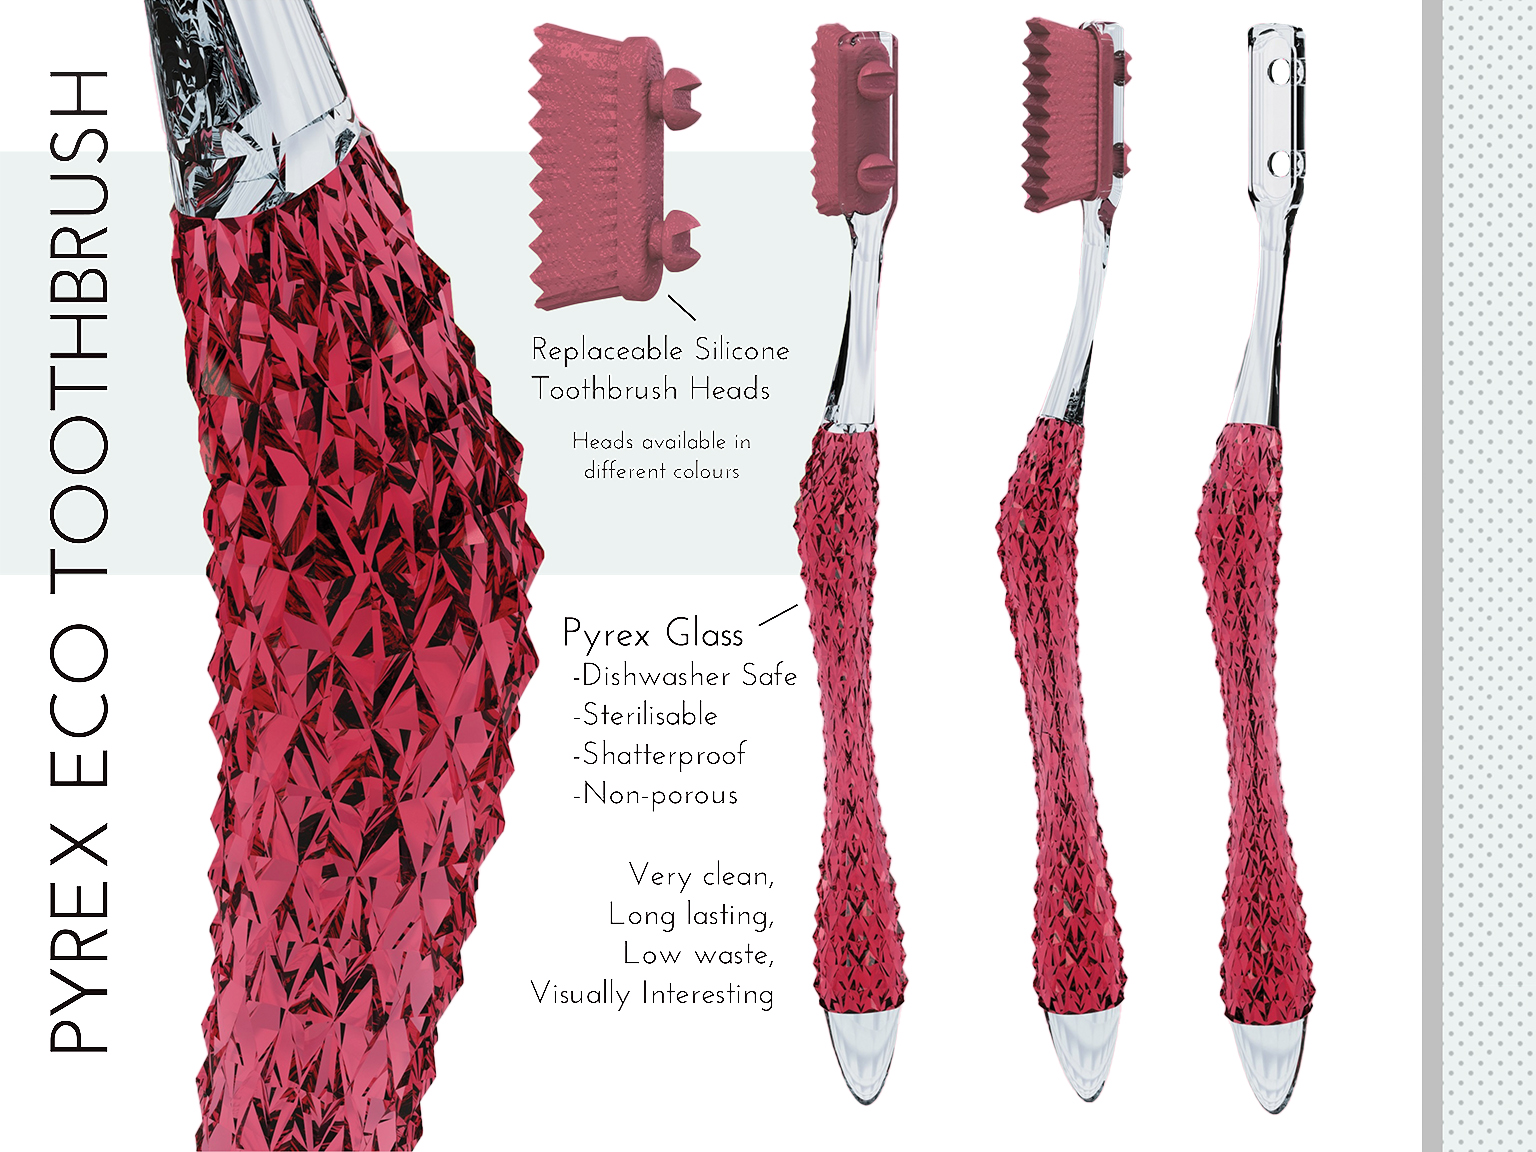 PYREX ECO TOOTHBRUSH
Replaceable Silicone
Toothbrush Heads
Heads available in
different colours
Pyrex Glass
-Dishwasher Safe
-Sterilisable
-Shatterproof
-Non-porous
Very clean,
Long lasting,
Low waste,
Visually Interesting